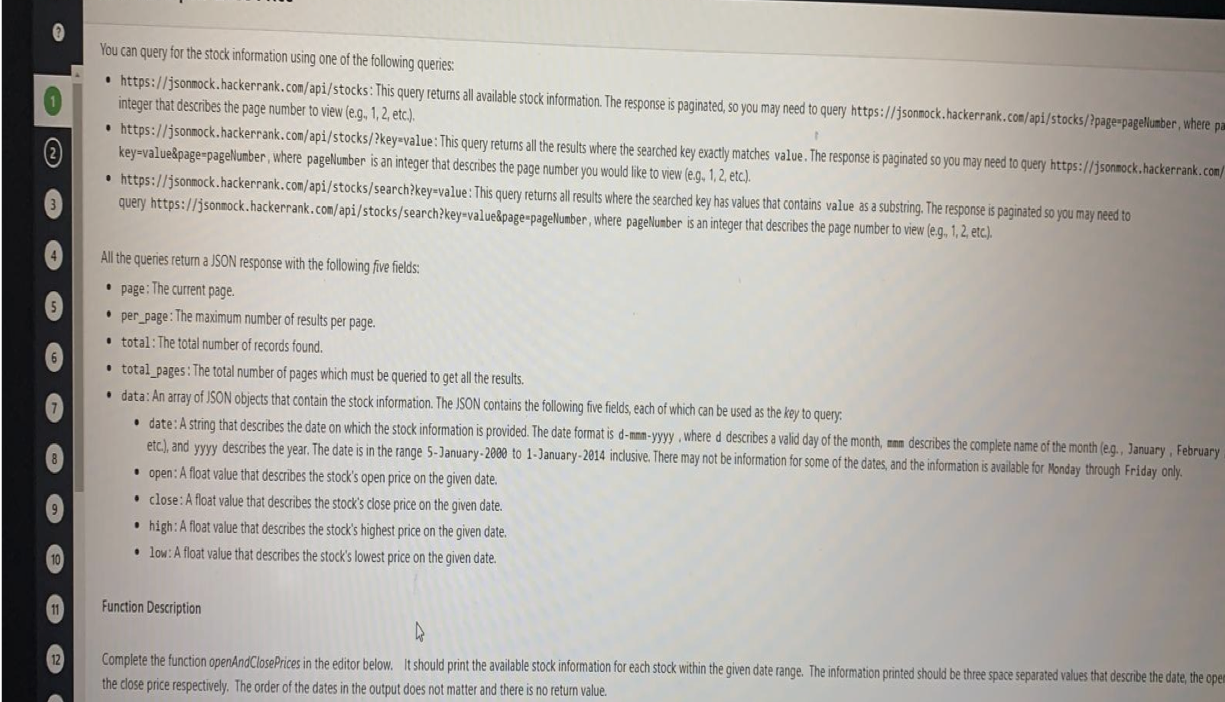 ?
You can query for the stock information using one of the following queries:
1
• https://jsonmock.hackerrank.com/api/stocks: This query returns all available stock information. The response is paginated, so you may need to query https://jsonmock.hackerrank.com/api/stocks/?page=pageNumber, where
integer that describes the page number to view (e.g., 1, 2, etc.).
2
• https://jsonmock.hackerrank.com/api/stocks/?key=value: This query returns all the results where the searched key exactly matches value. The response is paginated so you may need to query https://jsonmock.hackerrank.com/
key=value&page=pageNumber, where pageNumber is an integer that describes the page number you would like to view (e.g., 1, 2, etc.).
3
• https://jsonmock.hackerrank.com/api/stocks/search?key=value: This query returns all results where the searched key has values that contains value as a substring. The response is paginated so you may need to
query https://jsonmock.hackerrank.com/api/stocks/search?key=value&page=pageNumber, where pageNumber is an integer that describes the page number to view (e.g., 1, 2, etc.).
4
All the queries return a JSON response with the following five fields:
5
• page: The current page.
• per_page: The maximum number of results per page.
6
• total: The total number of records found.
• total_pages: The total number of pages which must be queried to get all the results.
7
• data: An array of JSON objects that contain the stock information. The JSON contains the following five fields, each of which can be used as the key to query:
• date: A string that describes the date on which the stock information is provided. The date format is d-mmm-yyyy, where d describes a valid day of the month, mmm describes the complete name of the month (e.g., January, February
8
etc.), and yyyy describes the year. The date is in the range 5-January-2000 to 1-January-2014 inclusive. There may not be information for some of the dates, and the information is available for Monday through Friday only.
• open: A float value that describes the stock's open price on the given date.
9
• close: A float value that describes the stock's close price on the given date.
• high: A float value that describes the stock's highest price on the given date.
10
• low: A float value that describes the stock's lowest price on the given date.
11
Function Description
12
Complete the function openAndClosePrices in the editor below. It should print the available stock information for each stock within the given date range. The information printed should be three space separated values that describe the date, the
the close price respectively. The order of the dates in the output does not matter and there is no return value.